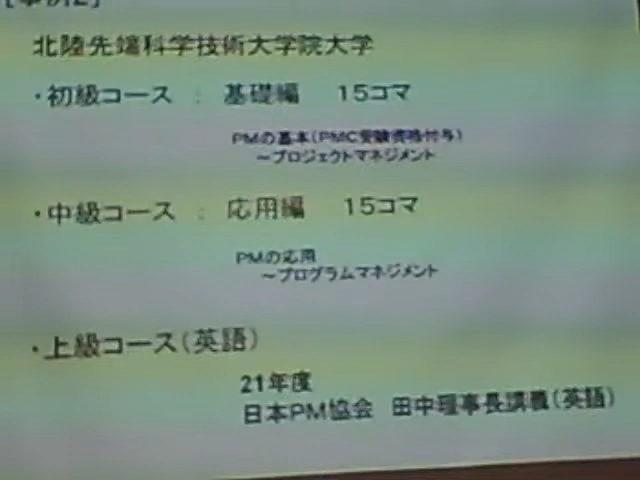 [事例2]
北陸先端科学技術大学院大学
・初級コース : 基礎編 15コマ
PMの基本(PMC受験資格付与)
～プロジェクトマネジメント
・中級コース : 応用編 15コマ
PMの応用
～プログラムマネジメント
・上級コース(英語)
21年度
日本PM協会 田中理事長講義(英語)